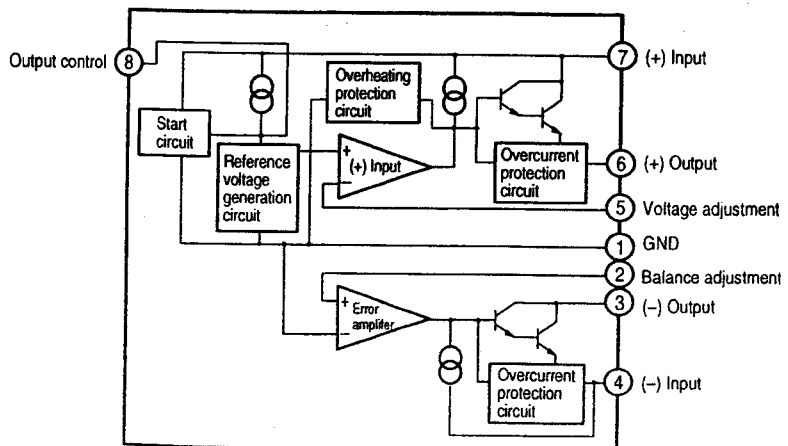 Output control
8
7
(+) Input
Overheating
protection
circuit
Start
circuit
Reference
voltage
generation
circuit
+
(+) Input
−
Overcurrent
protection
circuit
6
(+) Output
5
Voltage adjustment
1
GND
2
Balance adjustment
3
(−) Output
+
Error
amplifer
−
Overcurrent
protection
circuit
4
(−) Input